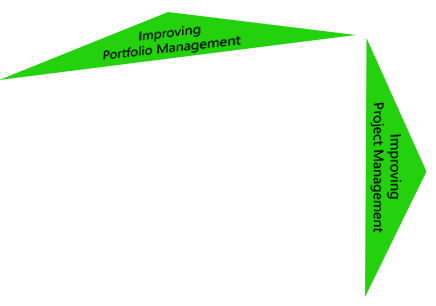 Improving
Portfolio Management
Improving
Project Management